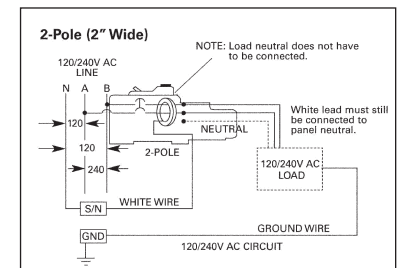 2-Pole (2" Wide)
NOTE: Load neutral does not have
to be connected.
120/240V AC
LINE
N A B
White lead must still
be connected to
panel neutral.
120
NEUTRAL
120
2-POLE
120/240V AC
LOAD
240
WHITE WIRE
S/N
GROUND WIRE
GND
120/240V AC CIRCUIT